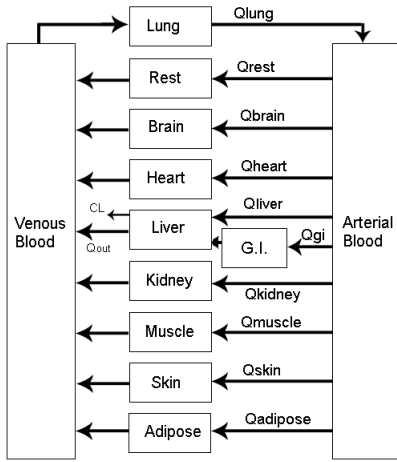 Qlung
Lung
Qrest
Rest
Qbrain
Brain
Qheart
Heart
Qliver
CL
Liver
Venous
Blood
Arterial
Blood
Qgi
G.I.
Qout
Kidney
Qkidney
Qmuscle
Muscle
Qskin
Skin
Qadipose
Adipose